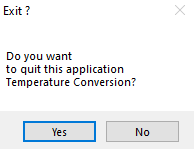 Exit ?
Do you want
to quit this application
Temperature Conversion?
Yes
No